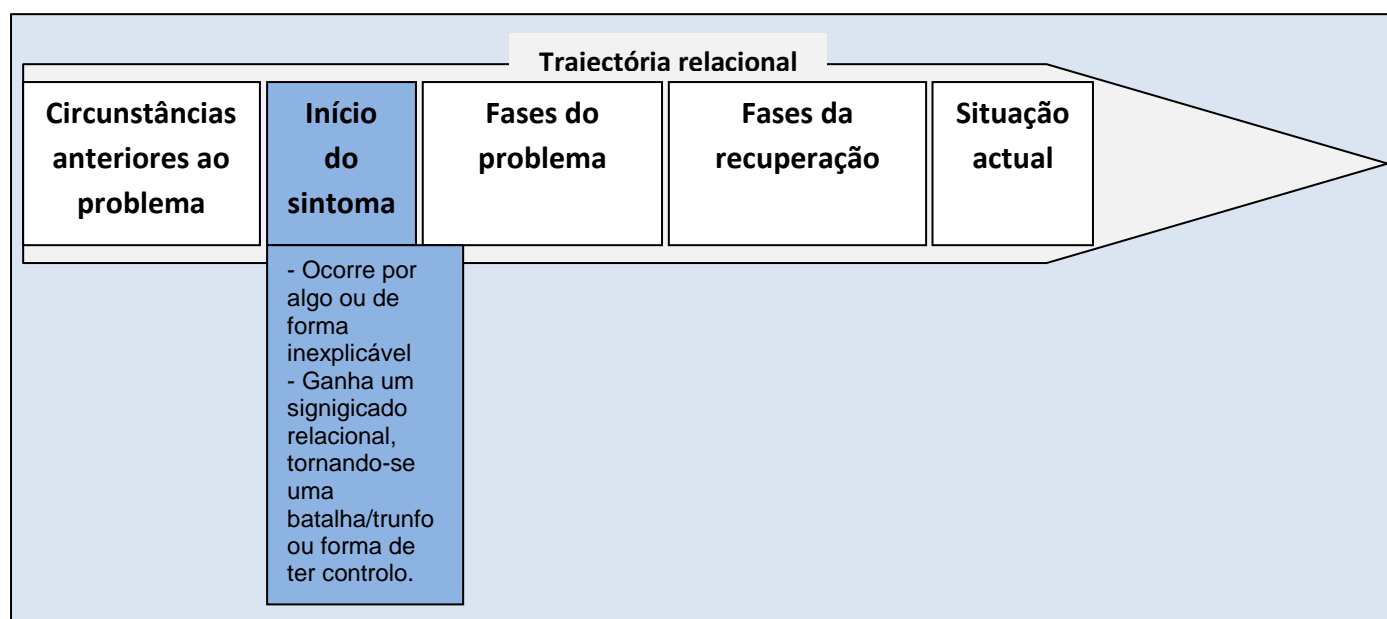 Trajectória relacional
Circunstâncias
anteriores ao
problema
Início
do
sintoma
Fases do
problema
Fases da
recuperação
Situação
actual
- Ocorre por
algo ou de
forma
inexplicável
- Ganha um
signigicado
relacional,
tornando-se
uma
batalha/trunfo
ou forma de
ter controlo.